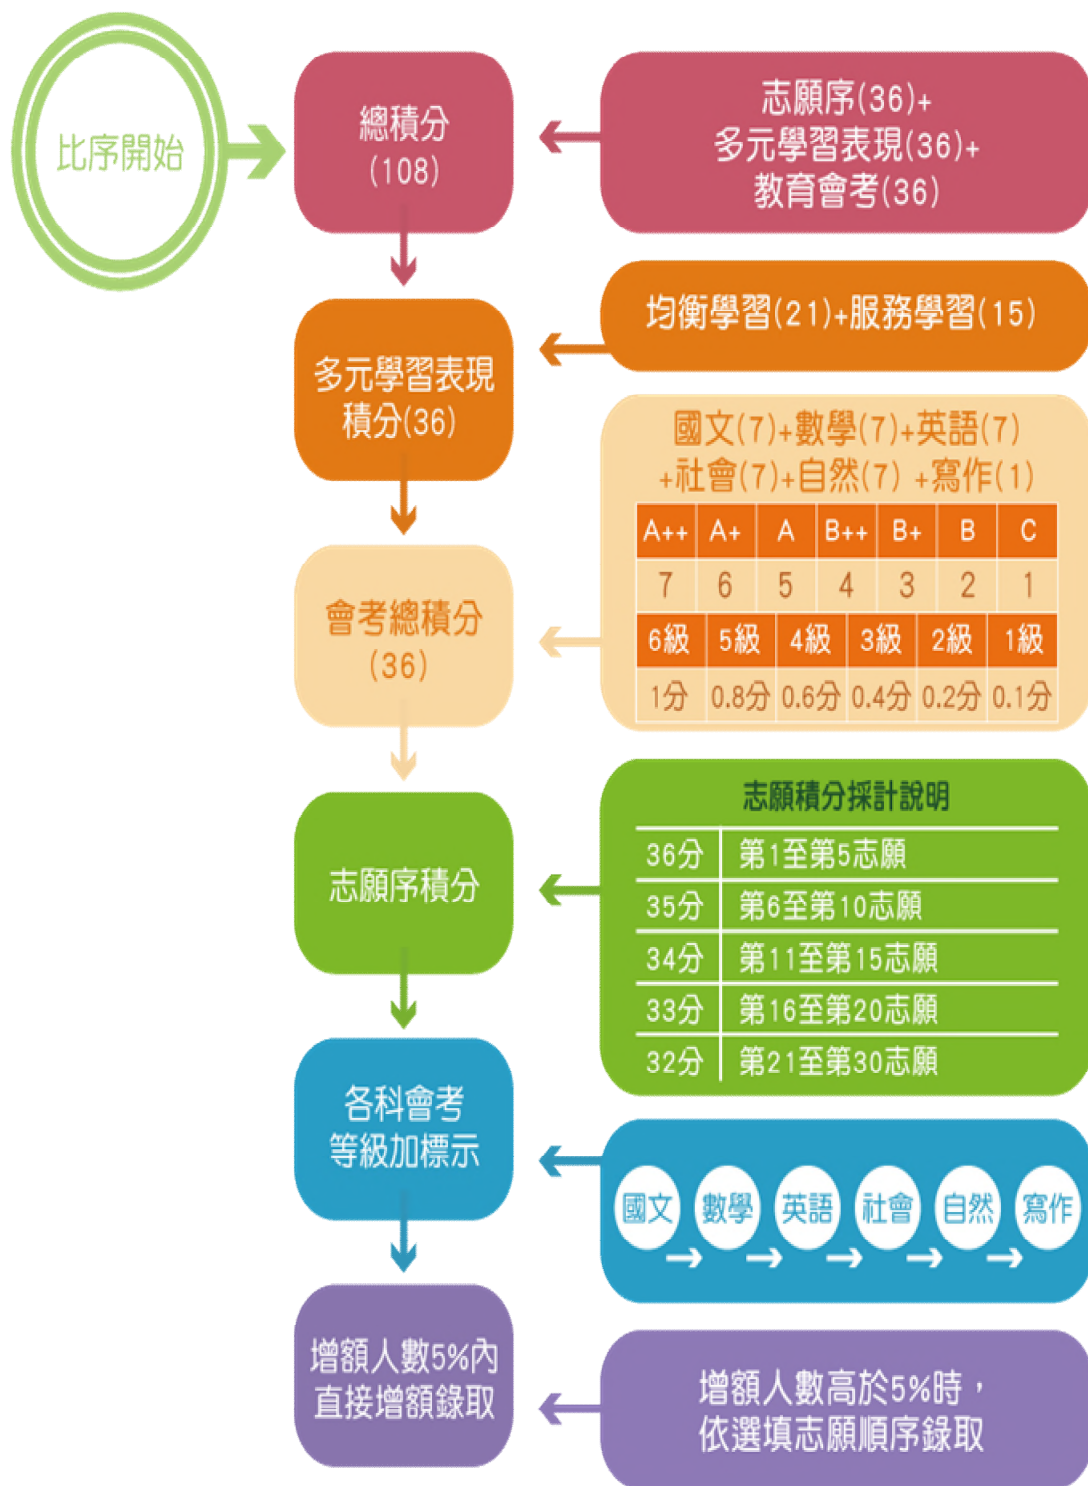 比序開始
總積分
(108)
志願序(36)+
多元學習表現(36)+
教育會考(36)
多元學習表現
積分(36)
均衡學習(21)+服務學習(15)
會考總積分
(36)
國文(7)+數學(7)+英語(7)
+社會(7)+自然(7) +寫作(1)
A++ A+ A B++ B+ B C
7 6 5 4 3 2 1
6級 5級 4級 3級 2級 1級
1分 0.8分 0.6分 0.4分 0.2分 0.1分
志願序積分
志願積分採計說明
36分 第1至第5志願
35分 第6至第10志願
34分 第11至第15志願
33分 第16至第20志願
32分 第21至第30志願
各科會考
等級加標示
國文 數學 英語 社會 自然 寫作
增額人數5%內
直接增額錄取
增額人數高於5%時，
依選填志願順序錄取